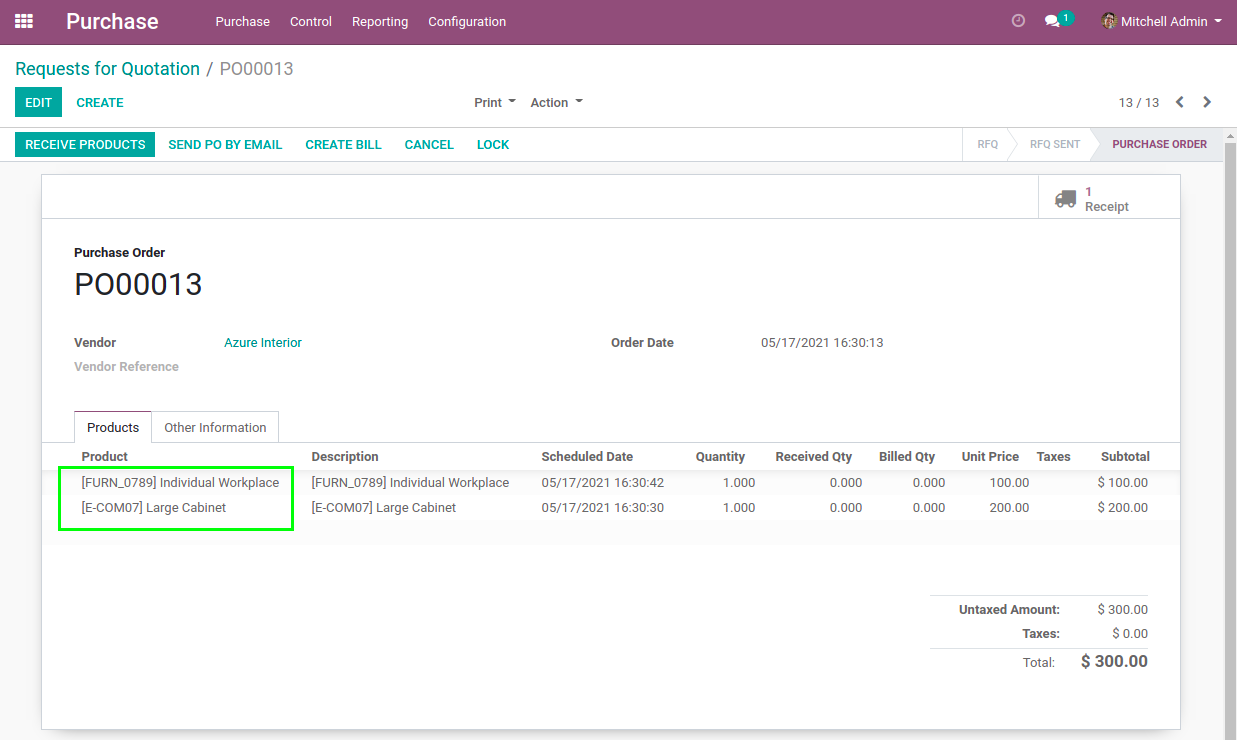 Purchase Purchase Control Reporting Configuration 1 Mitchell Admin
Requests for Quotation / PO00013
EDIT CREATE Print Action 13 / 13
RECEIVE PRODUCTS SEND PO BY EMAIL CREATE BILL CANCEL LOCK RFQ RFQ SENT PURCHASE ORDER
1
Receipt
Purchase Order
PO00013
Vendor Azure Interior Order Date 05/17/2021 16:30:13
Vendor Reference
Products Other Information
Product Description Scheduled Date Quantity Received Qty Billed Qty Unit Price Taxes Subtotal
[FURN_0789] Individual Workplace [FURN_0789] Individual Workplace 05/17/2021 16:30:42 1.000 0.000 0.000 100.00 $ 100.00
[E-COM07] Large Cabinet [E-COM07] Large Cabinet 05/17/2021 16:30:30 1.000 0.000 0.000 200.00 $ 200.00
Untaxed Amount: $ 300.00
Taxes: $ 0.00
Total: $ 300.00